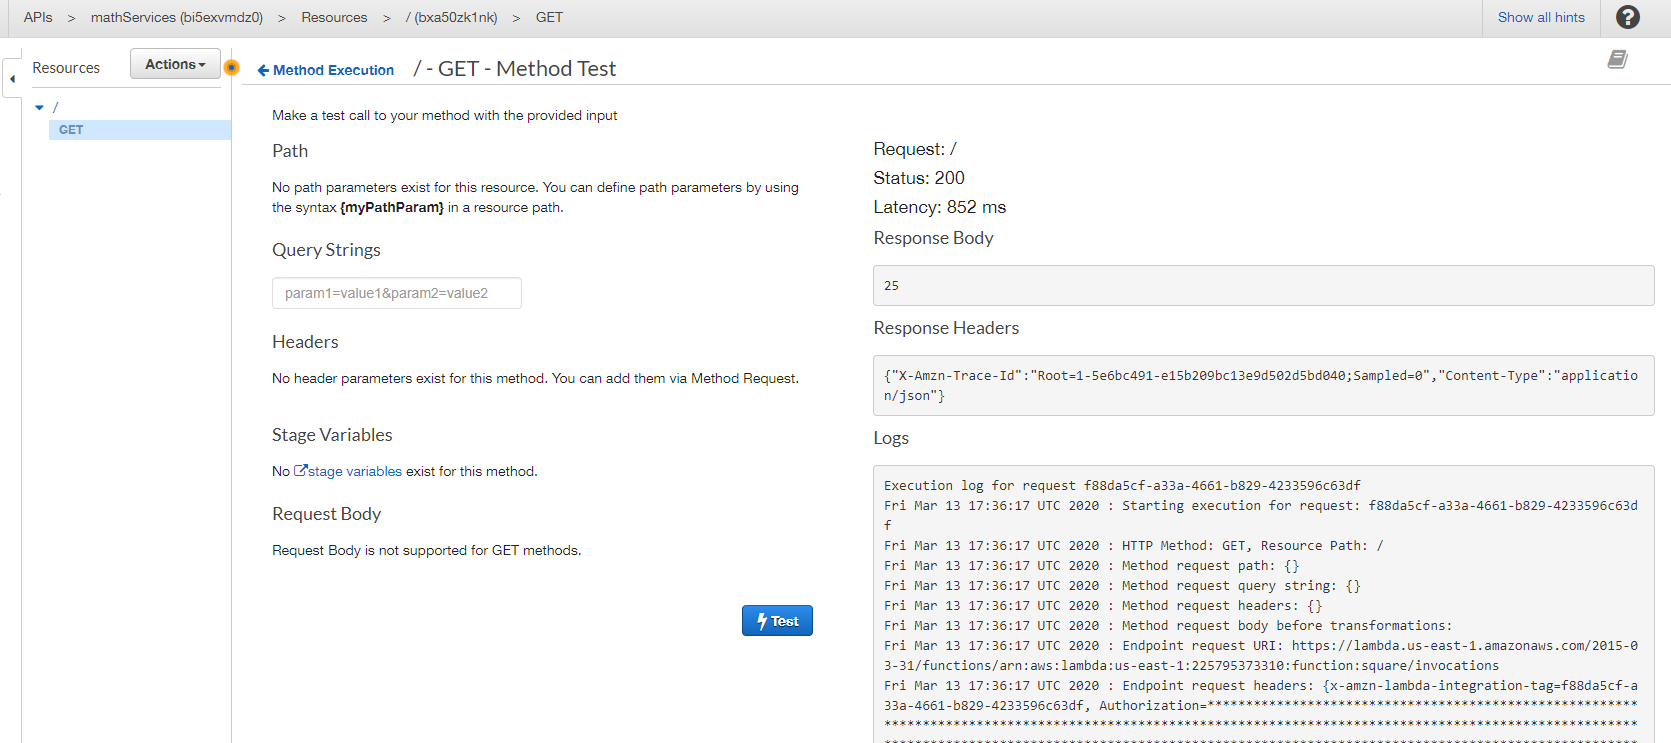 APIs > mathServices (bi5exvmdz0) > Resources > / (bxa50zk1nk) > GET
Show all hints
?
Resources
Actions
/
GET
Method Execution
/ - GET - Method Test
Make a test call to your method with the provided input
Path
No path parameters exist for this resource. You can define path parameters by using
the syntax {myPathParam} in a resource path.
Query Strings
param1=value1&param2=value2
Headers
No header parameters exist for this method. You can add them via Method Request.
Stage Variables
No stage variables exist for this method.
Request Body
Request Body is not supported for GET methods.
Test
Request: /
Status: 200
Latency: 852 ms
Response Body
25
Response Headers
{"X-Amzn-Trace-Id":"Root=1-5e6bc491-e15b209bc13e9d502d5bd040;Sampled=0","Content-Type":"applicatio
n/json"}
Logs
Execution log for request f88da5cf-a33a-4661-b829-4233596c63df
Fri Mar 13 17:36:17 UTC 2020 : Starting execution for request: f88da5cf-a33a-4661-b829-4233596c63d
f
Fri Mar 13 17:36:17 UTC 2020 : HTTP Method: GET, Resource Path: /
Fri Mar 13 17:36:17 UTC 2020 : Method request path: {}
Fri Mar 13 17:36:17 UTC 2020 : Method request query string: {}
Fri Mar 13 17:36:17 UTC 2020 : Method request headers: {}
Fri Mar 13 17:36:17 UTC 2020 : Method request body before transformations:
Fri Mar 13 17:36:17 UTC 2020 : Endpoint request URI: https://lambda.us-east-1.amazonaws.com/2015-0
3-31/functions/arn:aws:lambda:us-east-1:225795373310:function:square/invocations
Fri Mar 13 17:36:17 UTC 2020 : Endpoint request headers: {x-amzn-lambda-integration-tag=f88da5cf-a
33a-4661-b829-4233596c63df, Authorization=********************************************************
**************************************************************************************************
**************************************************************************************************